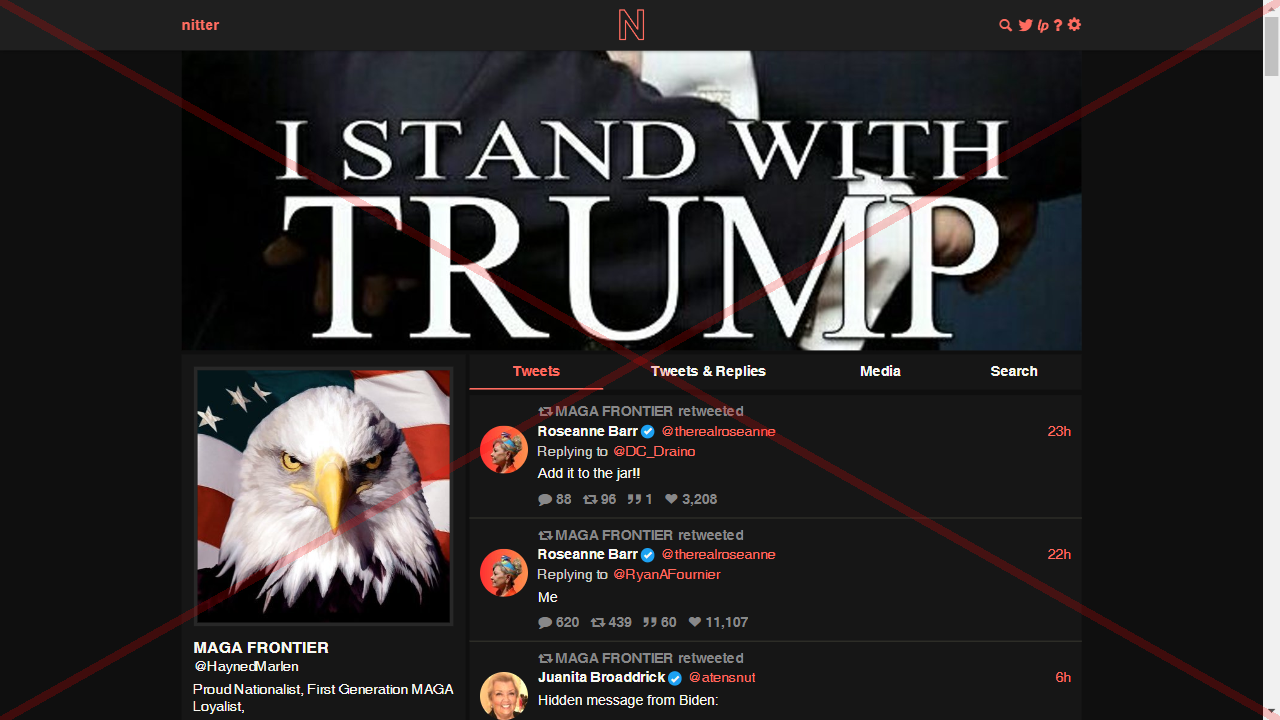 nitter
N
lp ?
I STAND WITH
TRUMP
Tweets
Tweets & Replies
Media
Search
MAGA FRONTIER retweeted
Roseanne Barr @therealroseanne 23h
Replying to @DC_Draino
Add it to the jar!!
88 96 1 3,208
MAGA FRONTIER retweeted
Roseanne Barr @therealroseanne 22h
Replying to @RyanAFournier
Me
620 439 60 11,107
MAGA FRONTIER retweeted
Juanita Broaddrick @atensnut 6h
Hidden message from Biden:
MAGA FRONTIER
@HaynedMarlen
Proud Nationalist, First Generation MAGA
Loyalist,